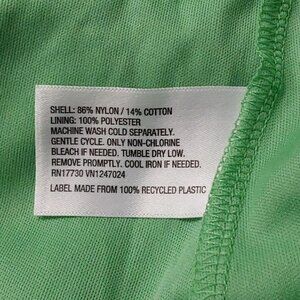 SHELL: 86% NYLON / 14% COTTON
LINING: 100% POLYESTER
MACHINE WASH COLD SEPARATELY.
GENTLE CYCLE. ONLY NON-CHLORINE
BLEACH IF NEEDED. TUMBLE DRY LOW.
REMOVE PROMPTLY. COOL IRON IF NEEDED.
RN17730 VN1247024
LABEL MADE FROM 100% RECYCLED PLASTIC